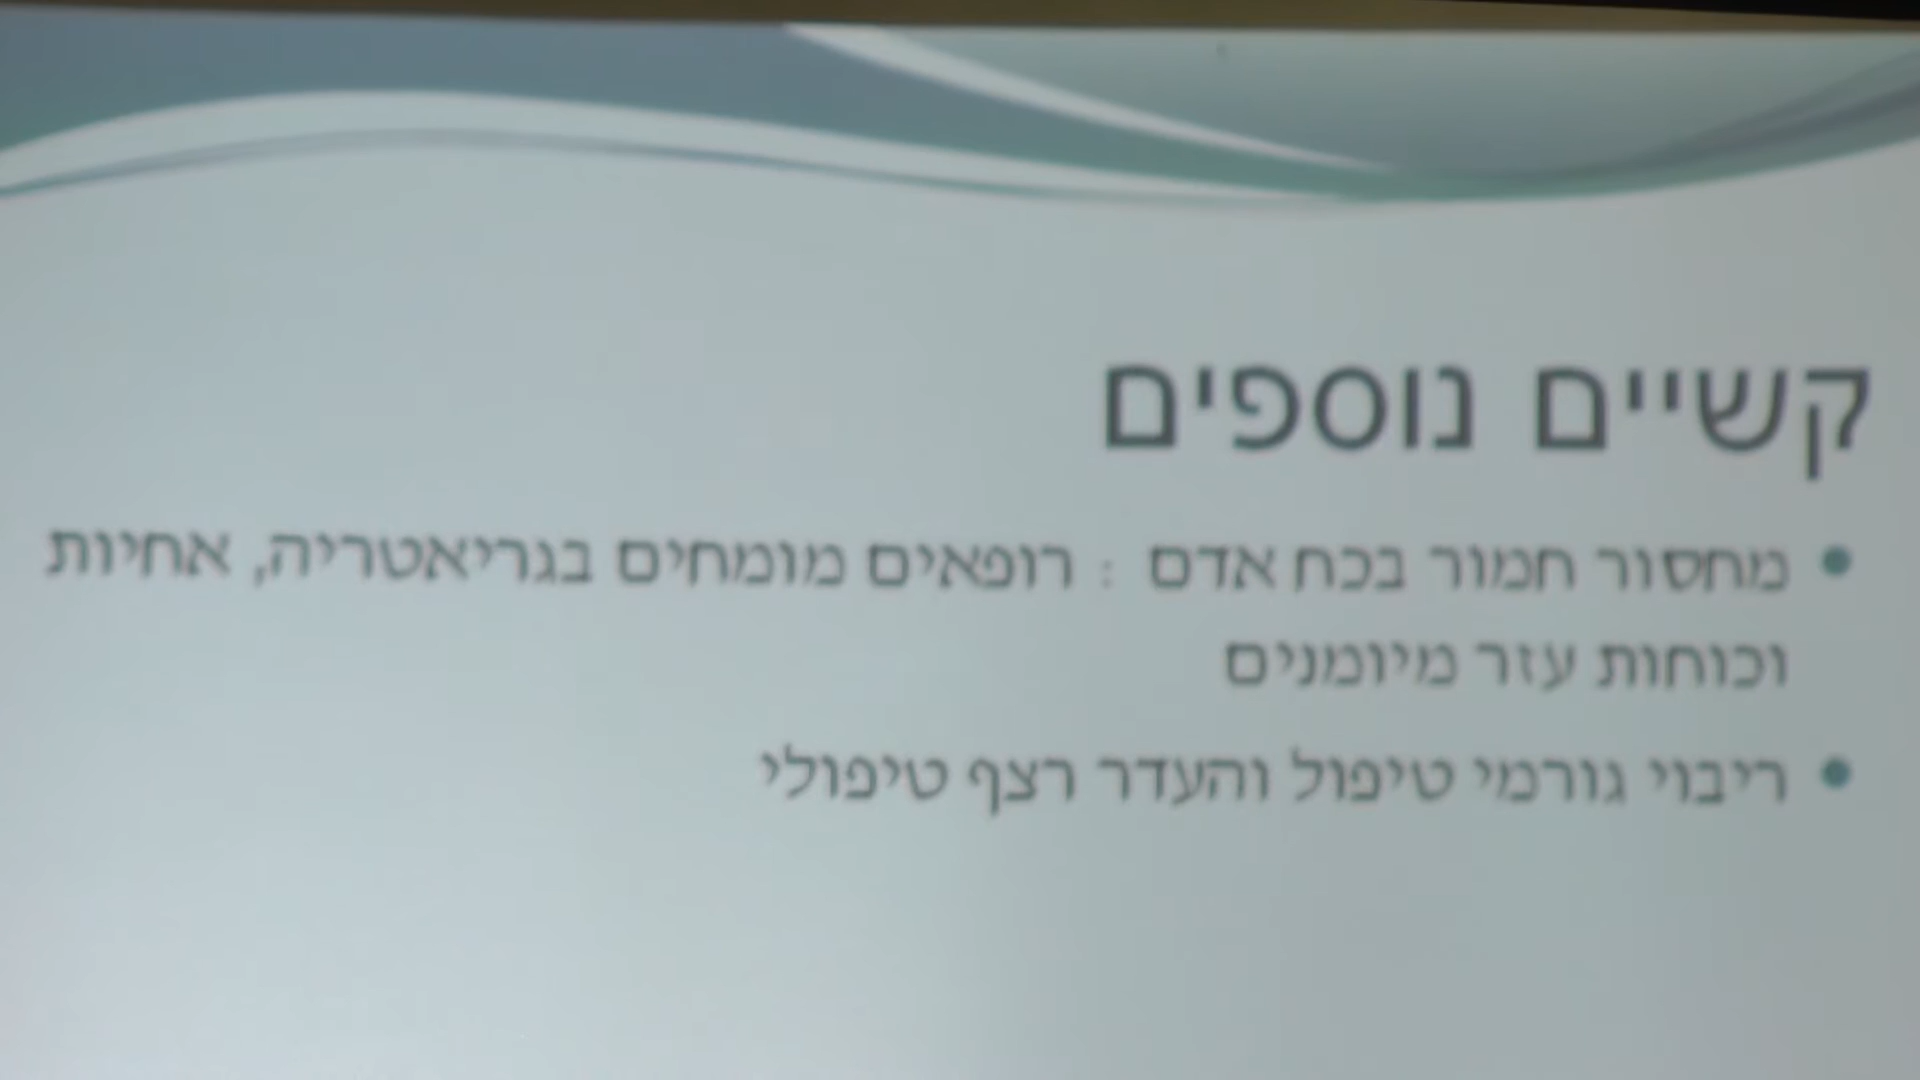 קשיים נוספים
מחסור חמור בכח אדם : רופאים מומחים בגריאטריה, אחיות
וכוחות עזר מיומנים
ריבוי גורמי טיפול והעדר רצף טיפולי